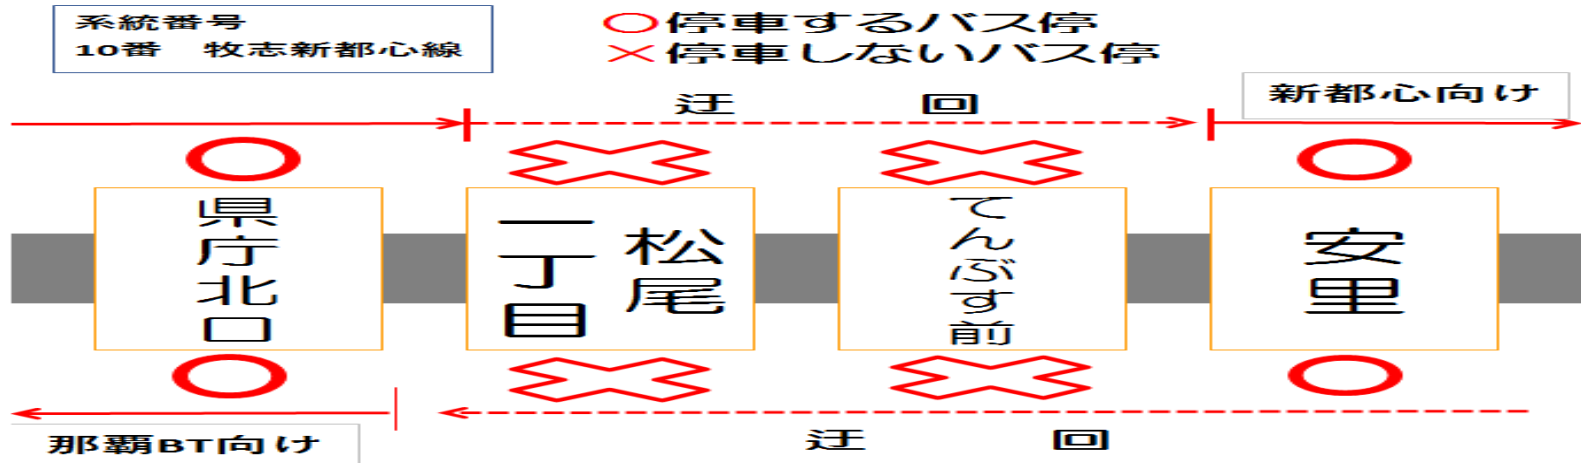 系統番号
10番　牧志新都心線
○停車するバス停
×停車しないバス停
新都心向け
迂　回
県庁北口
松尾
一丁目
てんぶす前
安里
那覇BT向け
迂　回